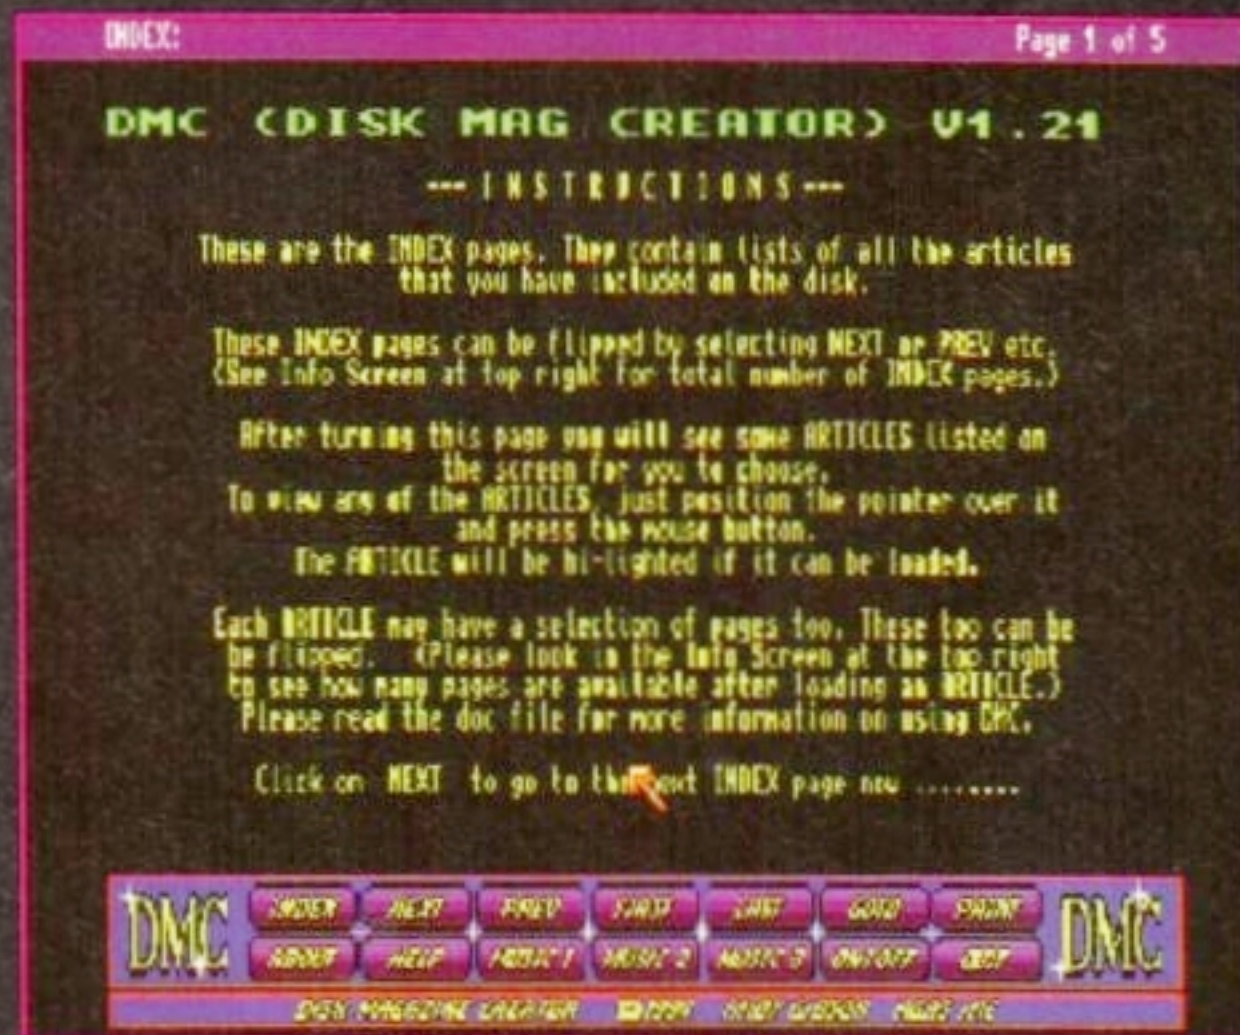 INDEX:
Page 1 of 5
DMC (DISK MAG CREATOR) V1.21
--- I N S T R U C T I O N S ---
These are the INDEX pages. They contain lists of all the articles
that you have included on the disk.
These INDEX pages can be flipped by selecting NEXT or PREV etc.
(See Info Screen at top right for total number of INDEX pages.)
After turning this page you will see some ARTICLES listed on
the screen for you to choose.
To view any of the ARTICLES, just position the pointer over it
and press the mouse button.
The ARTICLE will be hi-lighted if it can be loaded.
Each ARTICLE may have a selection of pages too. These too can be
be flipped. (Please look in the Info Screen at the top right
to see how many pages are available after loading an ARTICLE.)
Please read the doc file for more information on using DMC.
Click on NEXT to go to the next INDEX page now ........
DMC INDEX NEXT PREV FIRST LAST GOTO PRINT DMC
ABOUT HELP MUSIC 1 MUSIC 2 MUSIC 3 ON/OFF QUIT
DISK MAGAZINE CREATOR